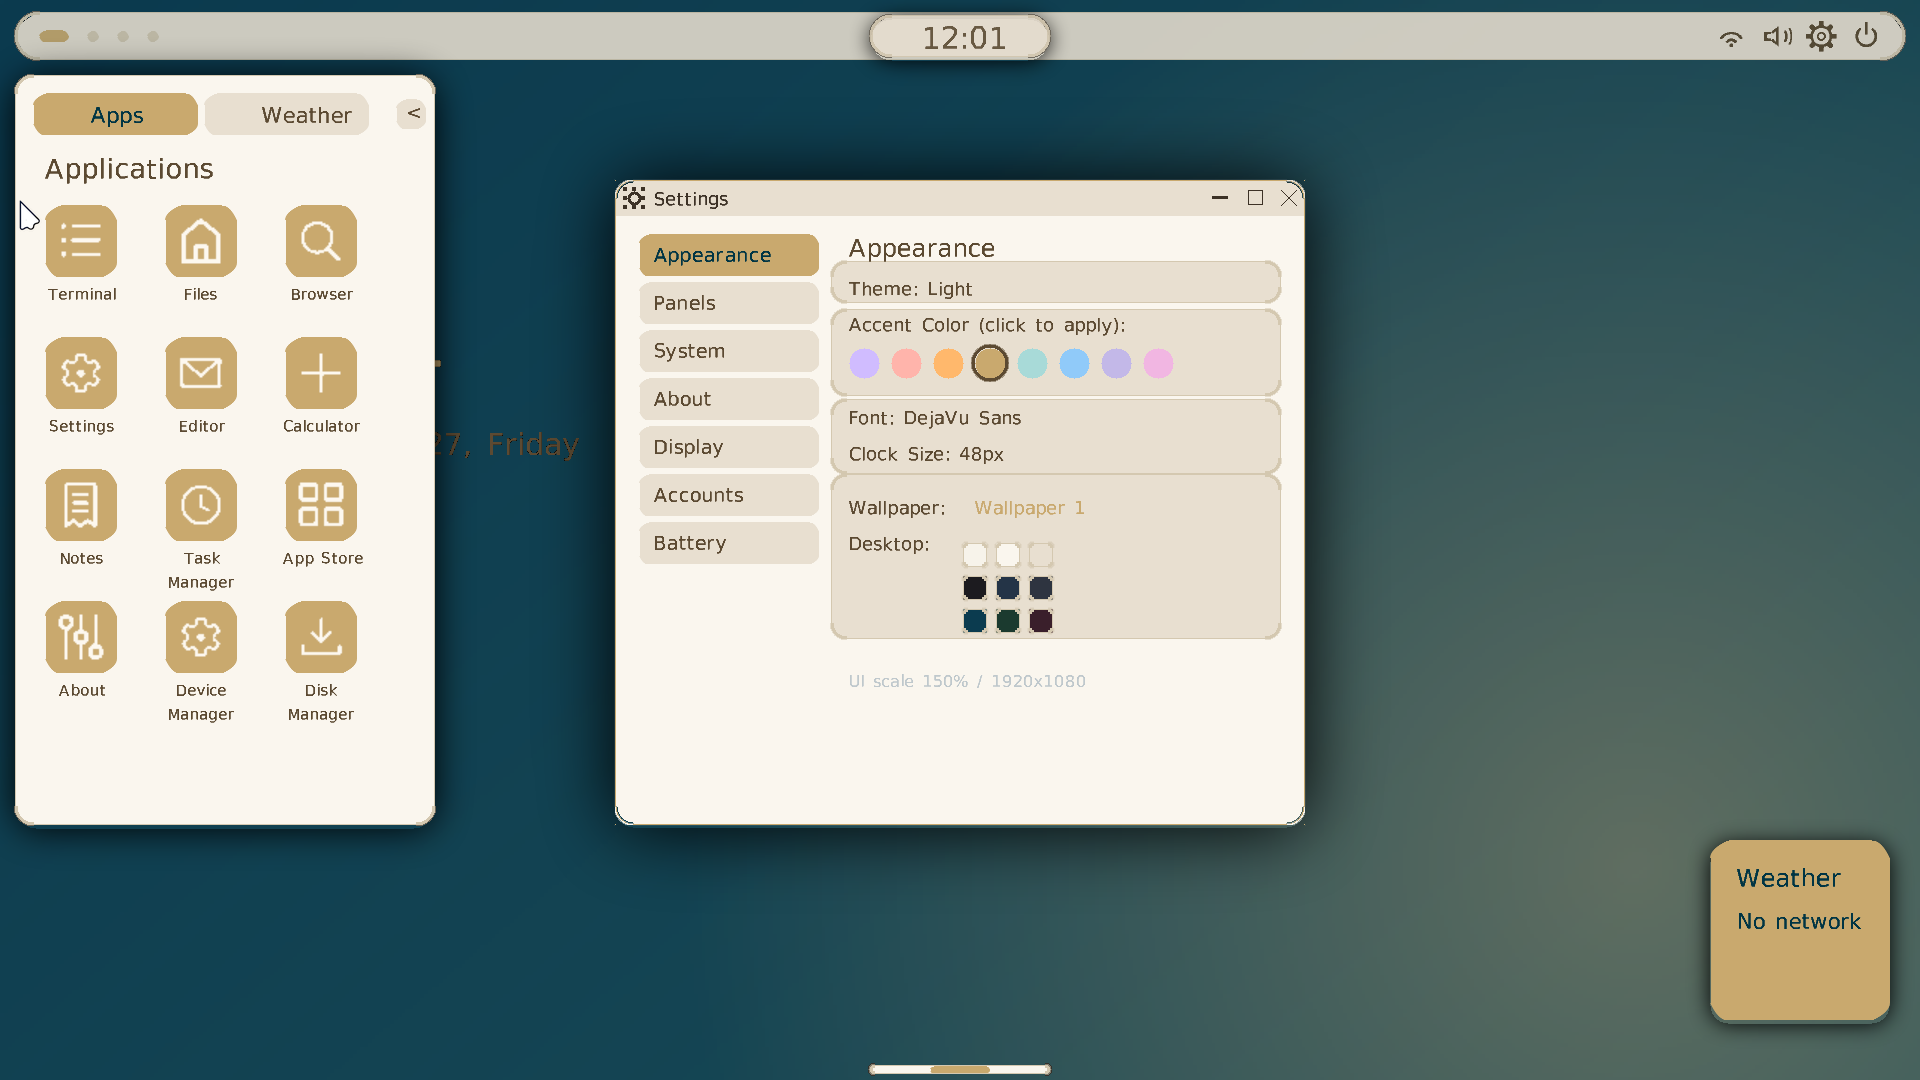 12:01
Apps
Weather
<
Applications
Terminal
Files
Browser
Settings
Editor
Calculator
Notes
Task Manager
App Store
About
Device Manager
Disk Manager
27, Friday
Settings
Appearance
Panels
System
About
Display
Accounts
Battery
Appearance
Theme: Light
Accent Color (click to apply):
Font: DejaVu Sans
Clock Size: 48px
Wallpaper: Wallpaper 1
Desktop:
UI scale 150% / 1920x1080
Weather
No network